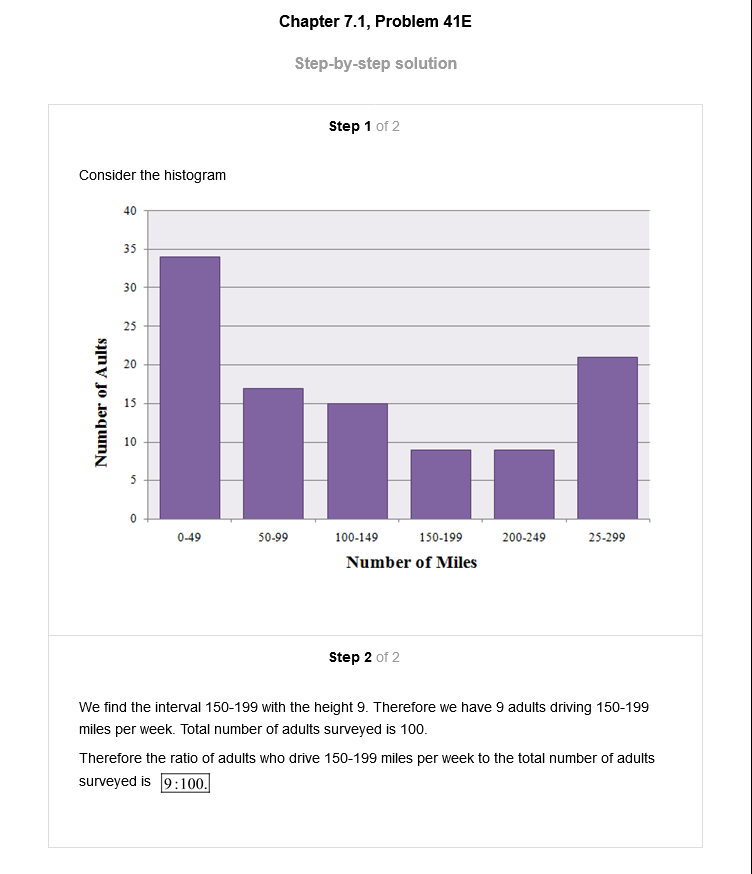 Chapter 7.1, Problem 41E
Step-by-step solution
Step 1 of 2
Consider the histogram
40
35
30
25
20
15
10
5
0
Number of Aults
0-49 50-99 100-149 150-199 200-249 25-299
Number of Miles
Step 2 of 2
We find the interval 150-199 with the height 9. Therefore we have 9 adults driving 150-199
miles per week. Total number of adults surveyed is 100.
Therefore the ratio of adults who drive 150-199 miles per week to the total number of adults
surveyed is 9:100.